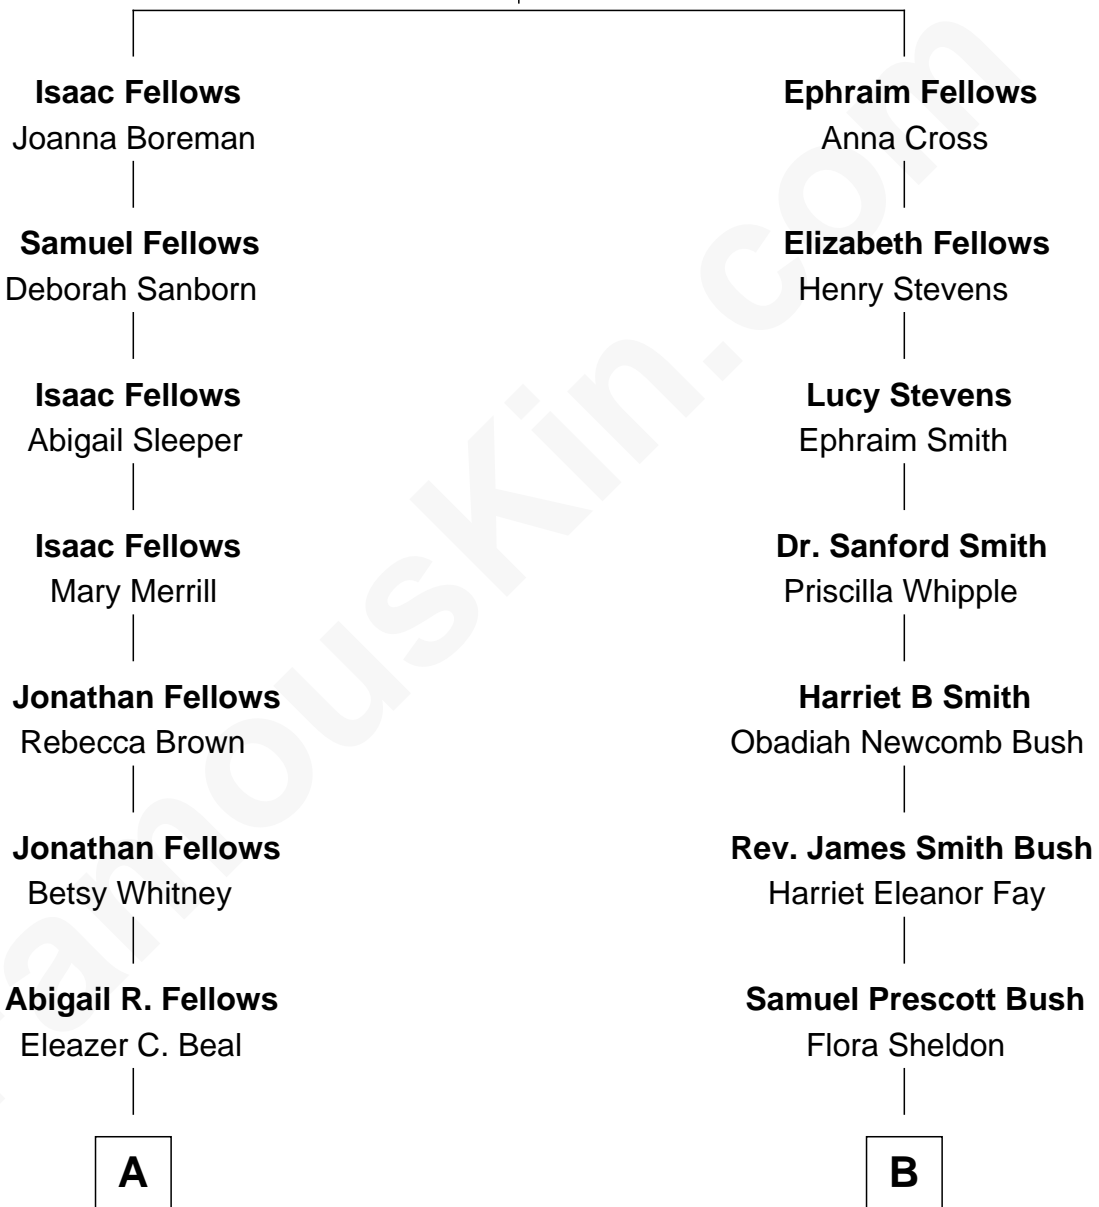 Isaac Fellows
Joanna Boreman
Samuel Fellows
Deborah Sanborn
Isaac Fellows
Abigail Sleeper
Isaac Fellows
Mary Merrill
Jonathan Fellows
Rebecca Brown
Jonathan Fellows
Betsy Whitney
Abigail R. Fellows
Eleazer C. Beal
A
Ephraim Fellows
Anna Cross
Elizabeth Fellows
Henry Stevens
Lucy Stevens
Ephraim Smith
Dr. Sanford Smith
Priscilla Whipple
Harriet B Smith
Obadiah Newcomb Bush
Rev. James Smith Bush
Harriet Eleanor Fay
Samuel Prescott Bush
Flora Sheldon
B
FamousKin.com